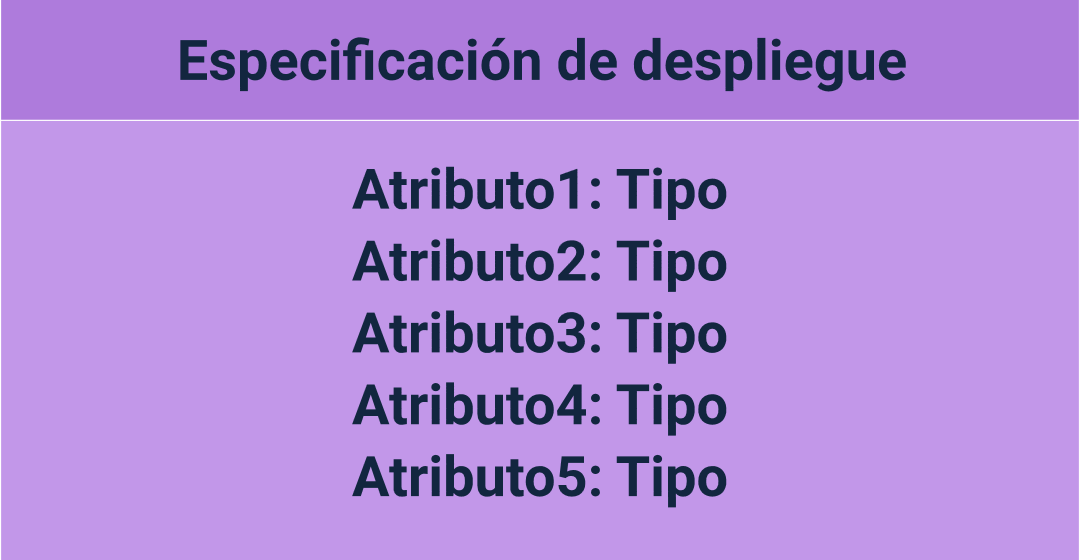 Especificación de despliegue
Atributo1: Tipo
Atributo2: Tipo
Atributo3: Tipo
Atributo4: Tipo
Atributo5: Tipo